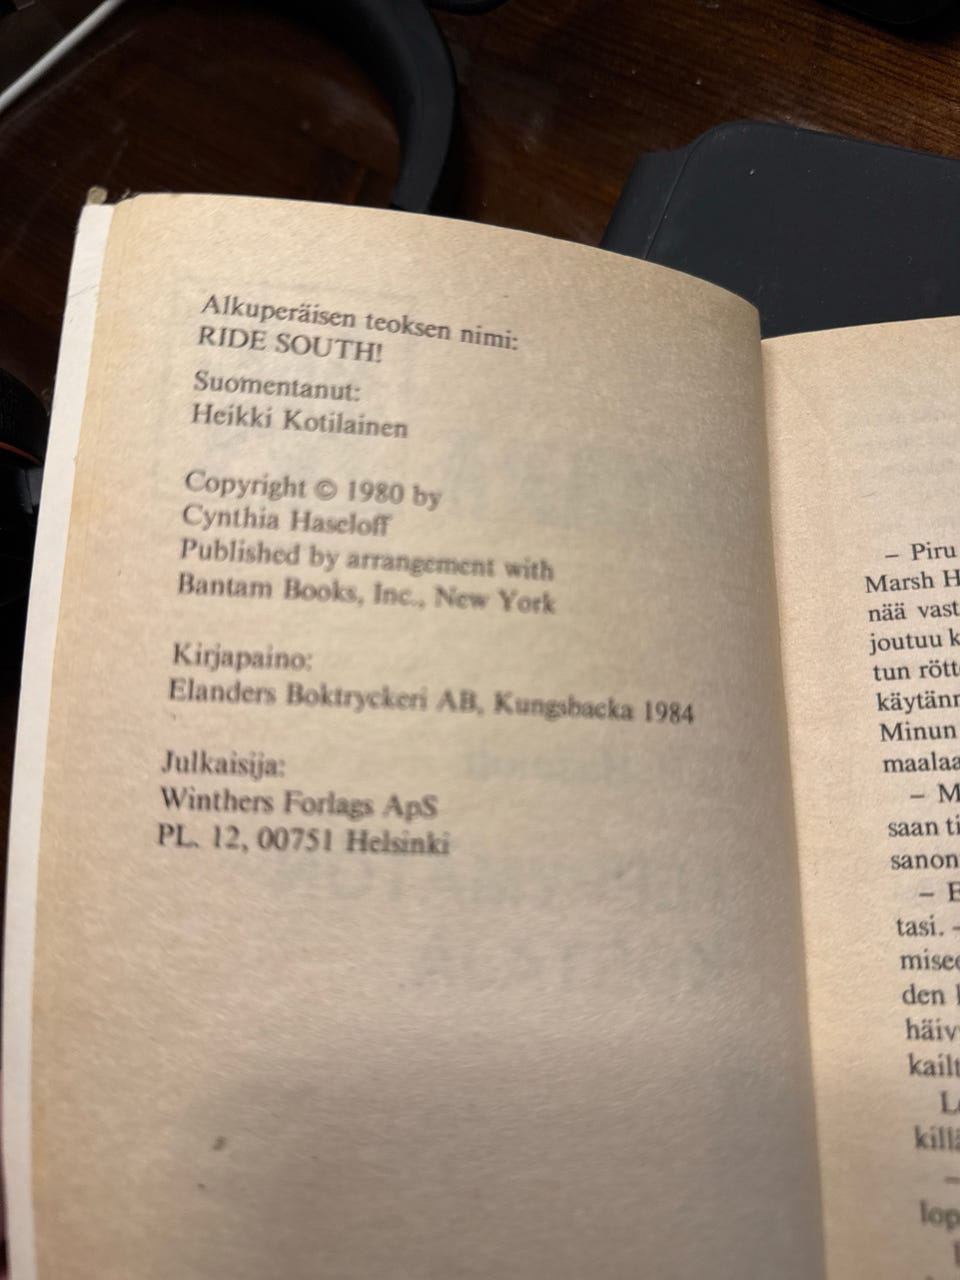 Alkuperäisen teoksen nimi:
RIDE SOUTH!
Suomentanut:
Heikki Kotilainen
Copyright © 1980 by
Cynthia Haseloff
Published by arrangement with
Bantam Books, Inc., New York
Kirjapaino:
Elanders Boktryckeri AB, Kungsbacka 1984
Julkaisija:
Winthers Forlags ApS
PL. 12, 00751 Helsinki
– Piru
Marsh H
nää vast
joutuu k
tun rött
käytänn
Minun
maalaa
– M
saan ti
sanon
– E
tasi. –
misee
den
häiv
kailt
L
killä
–
lop